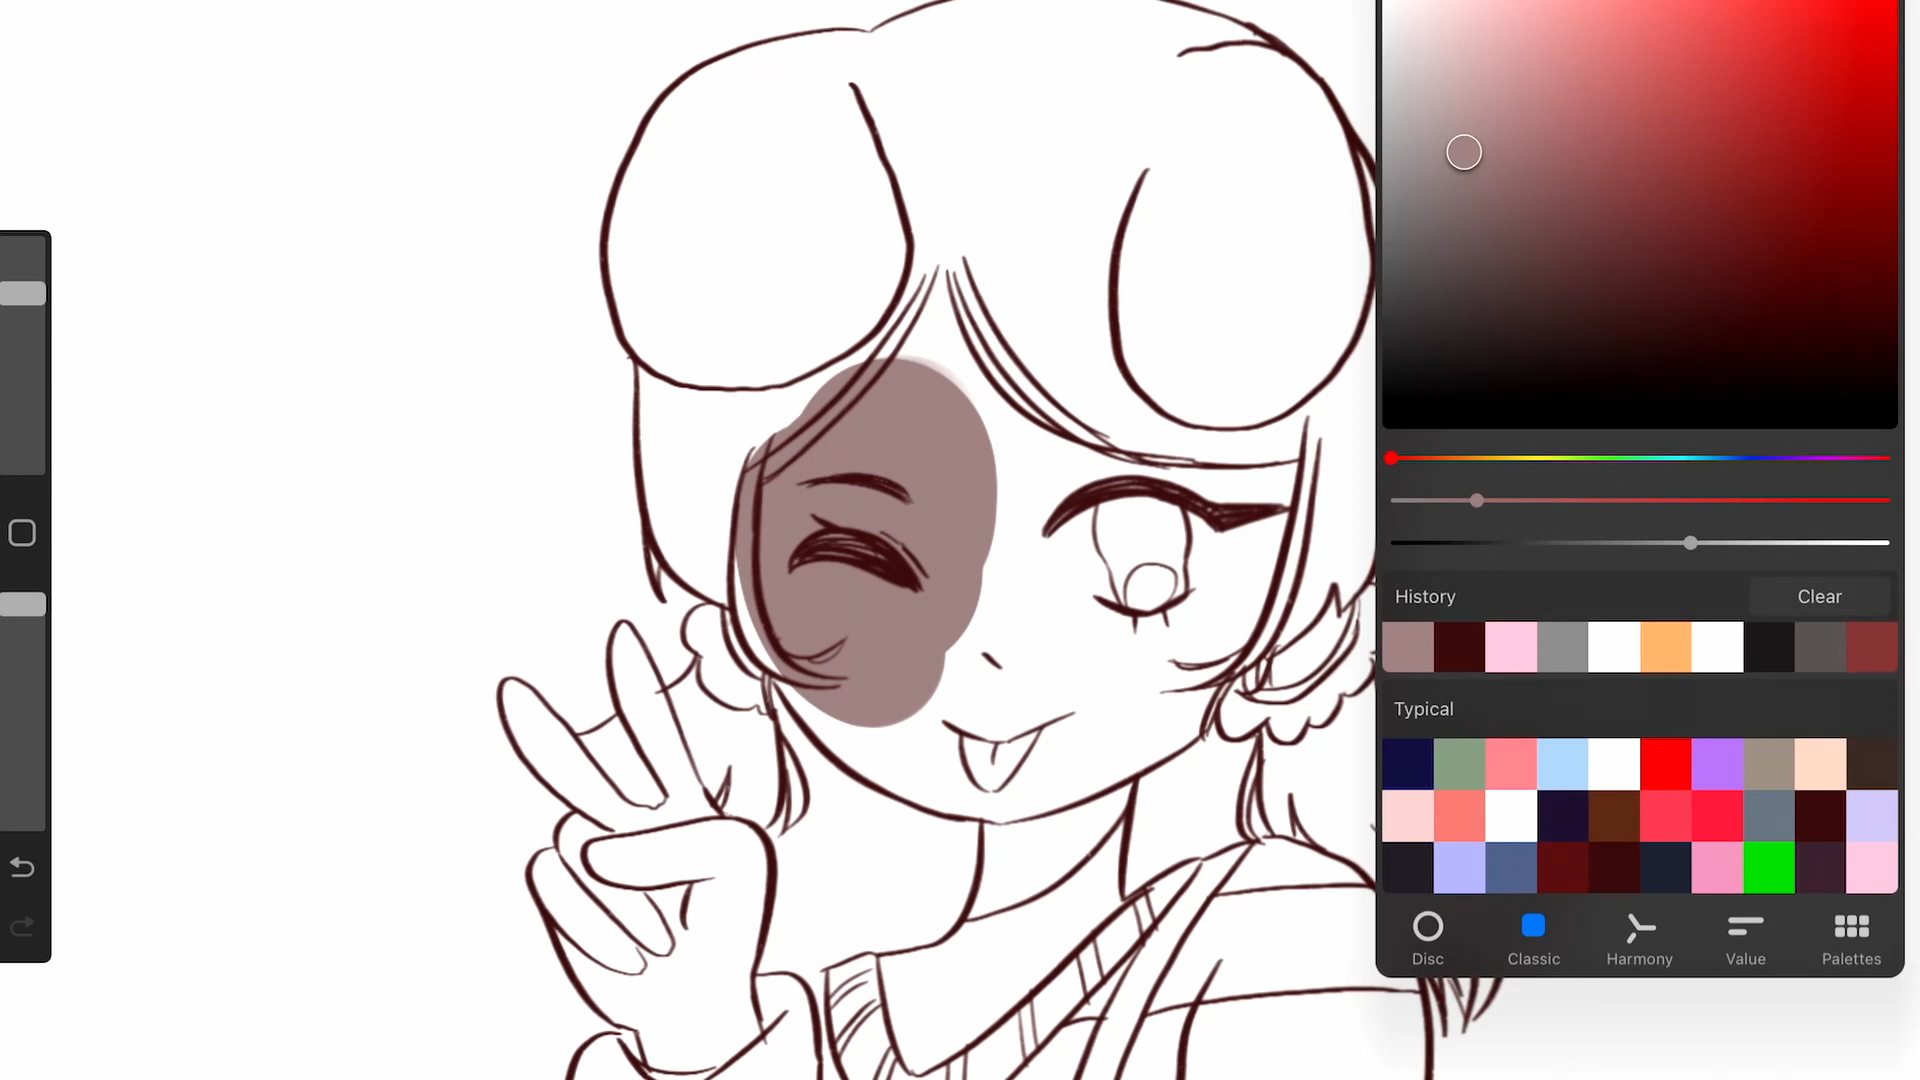 History
Clear
Typical
Disc
Classic
Harmony
Value
Palettes